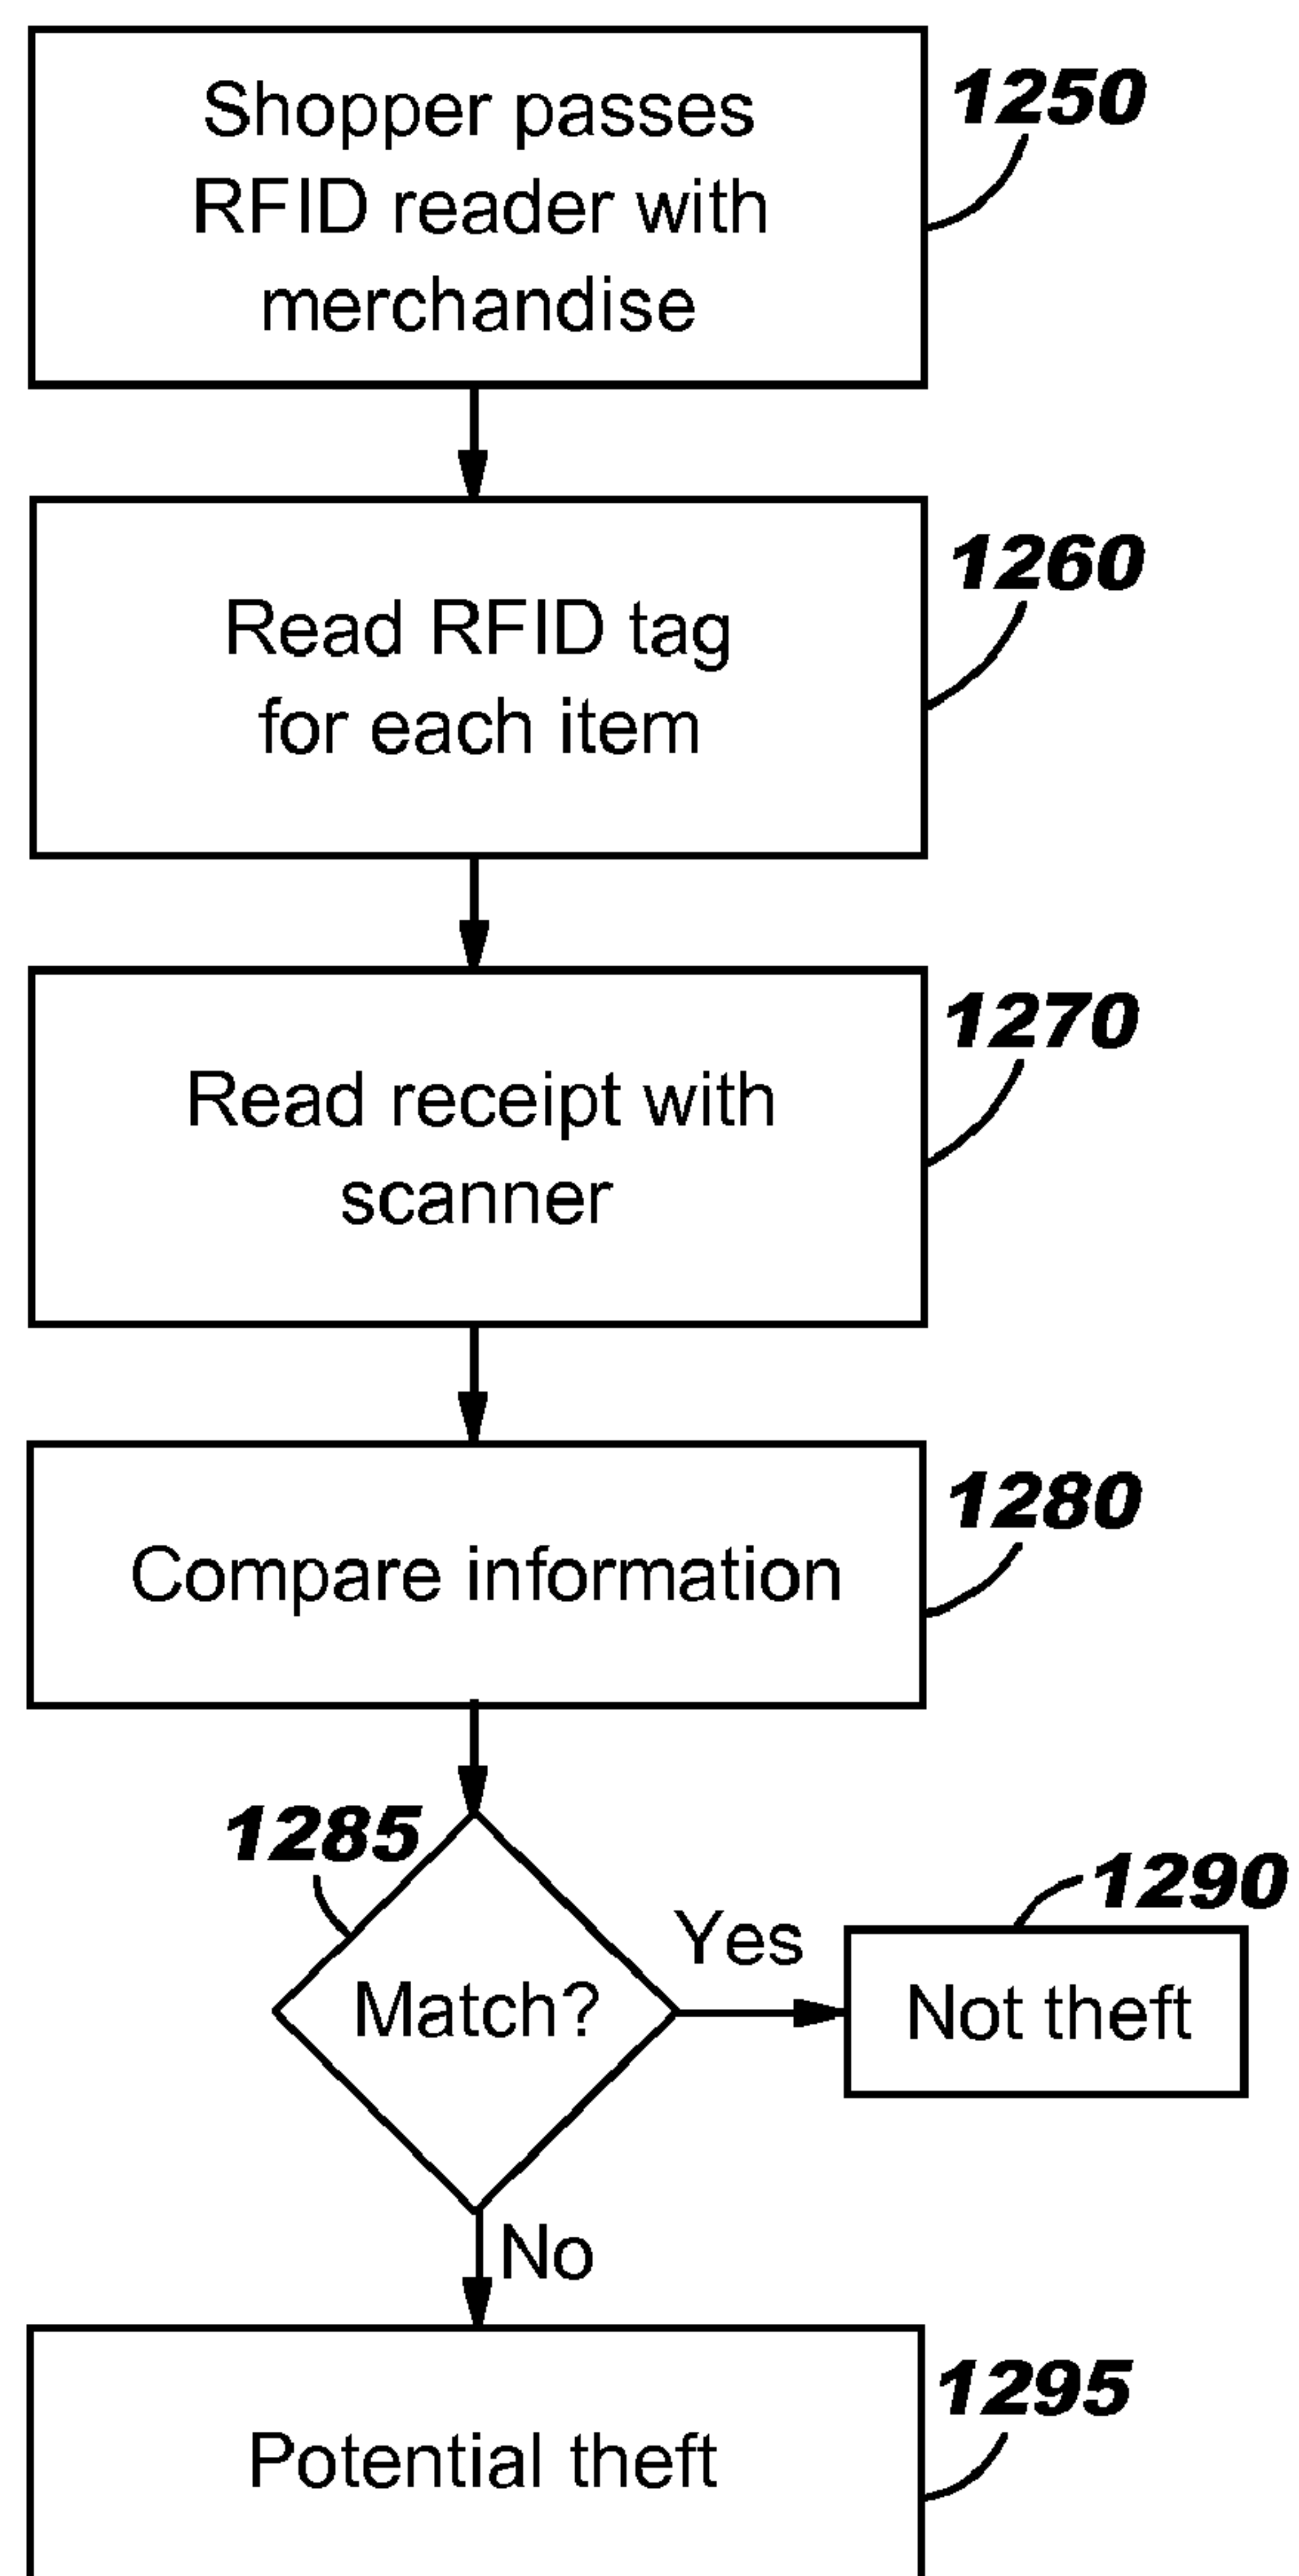 Shopper passes
RFID reader with
merchandise
1250
Read RFID tag
for each item
1260
Read receipt with
scanner
1270
Compare information
1280
1285
Match?
Yes
1290
Not theft
No
Potential theft
1295